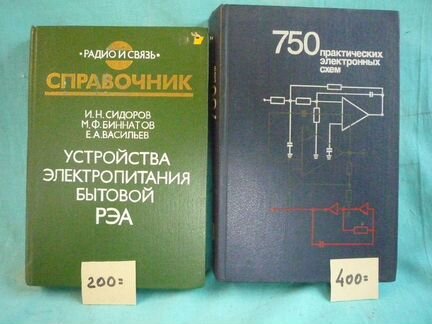 • РАДИО И СВЯЗЬ •
СПРАВОЧНИК
И.Н. СИДОРОВ
М.Ф. БИННАТОВ
Е.А. ВАСИЛЬЕВ
УСТРОЙСТВА
ЭЛЕКТРОПИТАНИЯ
БЫТОВОЙ
РЭА
200=
750 практических
электронных
схем
400=